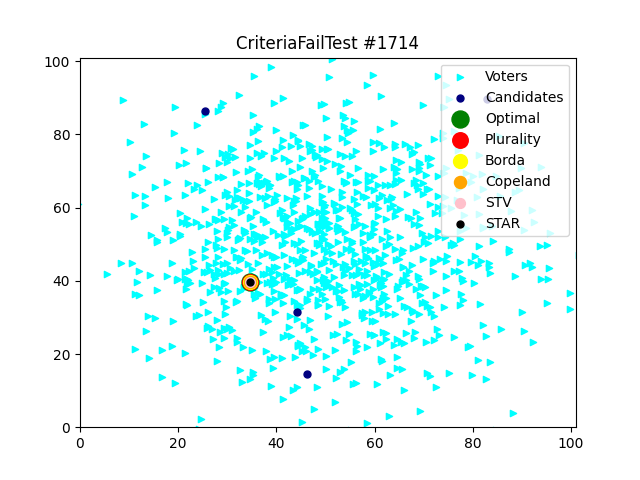 CriteriaFailTest #1714
100
80
60
40
20
0
0
20
40
60
80
100
Voters
Candidates
Optimal
Plurality
Borda
Copeland
STV
STAR